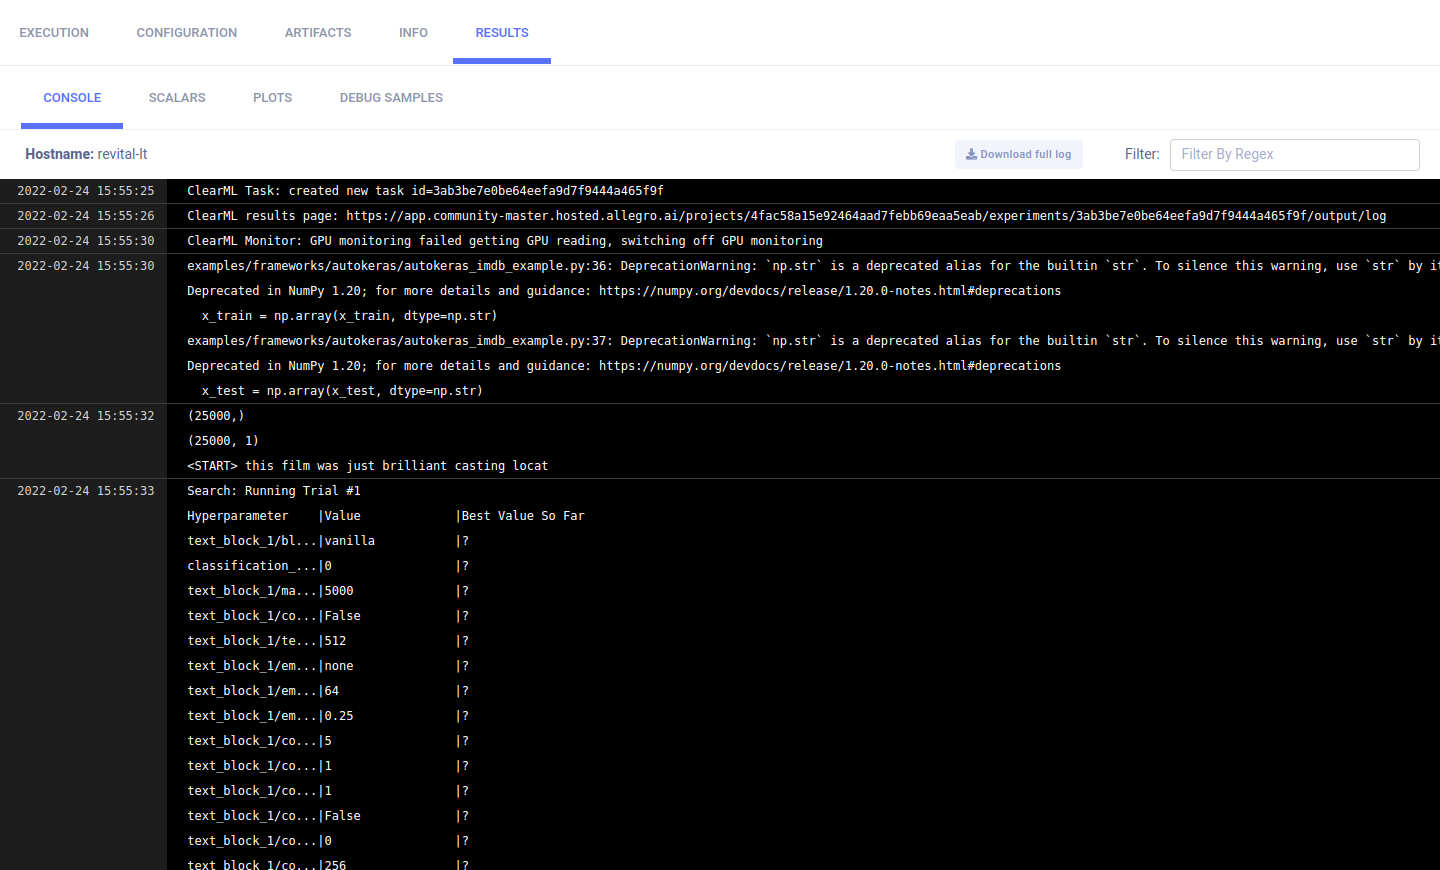 EXECUTION CONFIGURATION ARTIFACTS INFO RESULTS
CONSOLE SCALARS PLOTS DEBUG SAMPLES
Hostname: revital-lt Download full log Filter: Filter By Regex
2022-02-24 15:55:25 ClearML Task: created new task id=3ab3be7e0be64eefa9d7f9444a465f9f
2022-02-24 15:55:26 ClearML results page: https://app.community-master.hosted.allegro.ai/projects/4fac58a15e92464aad7febb69eaa5eab/experiments/3ab3be7e0be64eefa9d7f9444a465f9f/output/log
2022-02-24 15:55:30 ClearML Monitor: GPU monitoring failed getting GPU reading, switching off GPU monitoring
2022-02-24 15:55:30 examples/frameworks/autokeras/autokeras_imdb_example.py:36: DeprecationWarning: `np.str` is a deprecated alias for the builtin `str`. To silence this warning, use `str` by it
Deprecated in NumPy 1.20; for more details and guidance: https://numpy.org/devdocs/release/1.20.0-notes.html#deprecations
x_train = np.array(x_train, dtype=np.str)
examples/frameworks/autokeras/autokeras_imdb_example.py:37: DeprecationWarning: `np.str` is a deprecated alias for the builtin `str`. To silence this warning, use `str` by it
Deprecated in NumPy 1.20; for more details and guidance: https://numpy.org/devdocs/release/1.20.0-notes.html#deprecations
x_test = np.array(x_test, dtype=np.str)
2022-02-24 15:55:32 (25000,)
(25000, 1)
<START> this film was just brilliant casting locat
2022-02-24 15:55:33 Search: Running Trial #1
Hyperparameter |Value |Best Value So Far
text_block_1/bl...|vanilla |?
classification_...|0 |?
text_block_1/ma...|5000 |?
text_block_1/co...|False |?
text_block_1/te...|512 |?
text_block_1/em...|none |?
text_block_1/em...|64 |?
text_block_1/em...|0.25 |?
text_block_1/co...|5 |?
text_block_1/co...|1 |?
text_block_1/co...|1 |?
text_block_1/co...|False |?
text_block_1/co...|0 |?
text_block_1/co...|256 |?